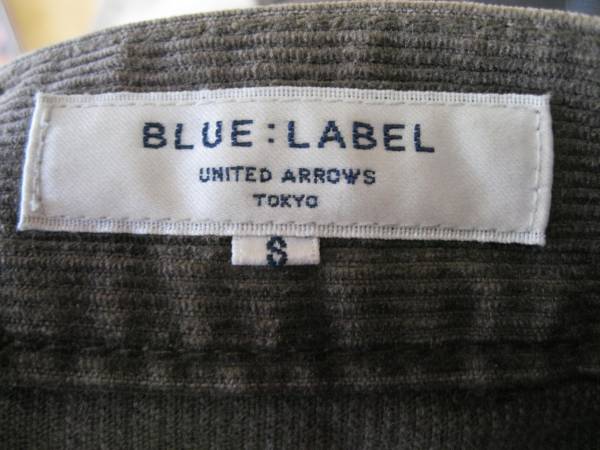 BLUE:LABEL
UNITED ARROWS
TOKYO
S